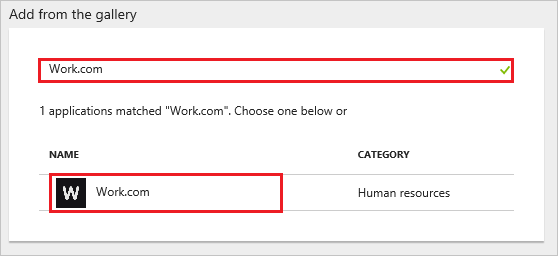 Add from the gallery
Work.com
1 applications matched "Work.com". Choose one below or
NAME CATEGORY
W Work.com Human resources